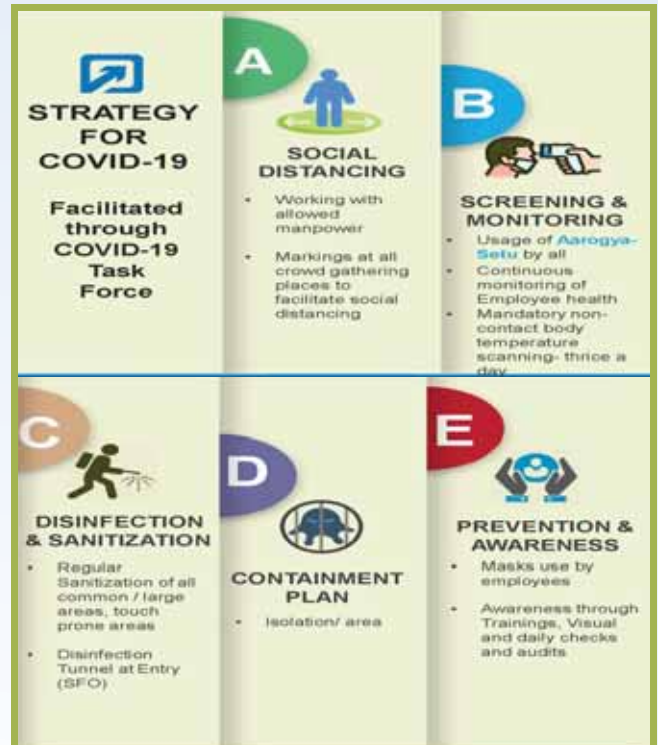 STRATEGY
FOR
COVID-19
Facilitated
through
COVID-19
Task
Force
A
SOCIAL
DISTANCING
• Working with
allowed
manpower
• Markings at all
crowd gathering
places to
facilitate social
distancing
B
SCREENING &
MONITORING
• Usage of Aarogya-
Setu by all
• Continuous
monitoring of
Employee health
• Mandatory non-
contact body
temperature
scanning- thrice a
day
C
DISINFECTION
& SANITIZATION
• Regular
Sanitization of all
common / large
areas, touch
prone areas
• Disinfection
Tunnel at Entry
(SFO)
D
CONTAINMENT
PLAN
• Isolation/ area
E
PREVENTION &
AWARENESS
• Masks use by
employees
• Awareness through
Trainings, Visual
and daily checks
and audits